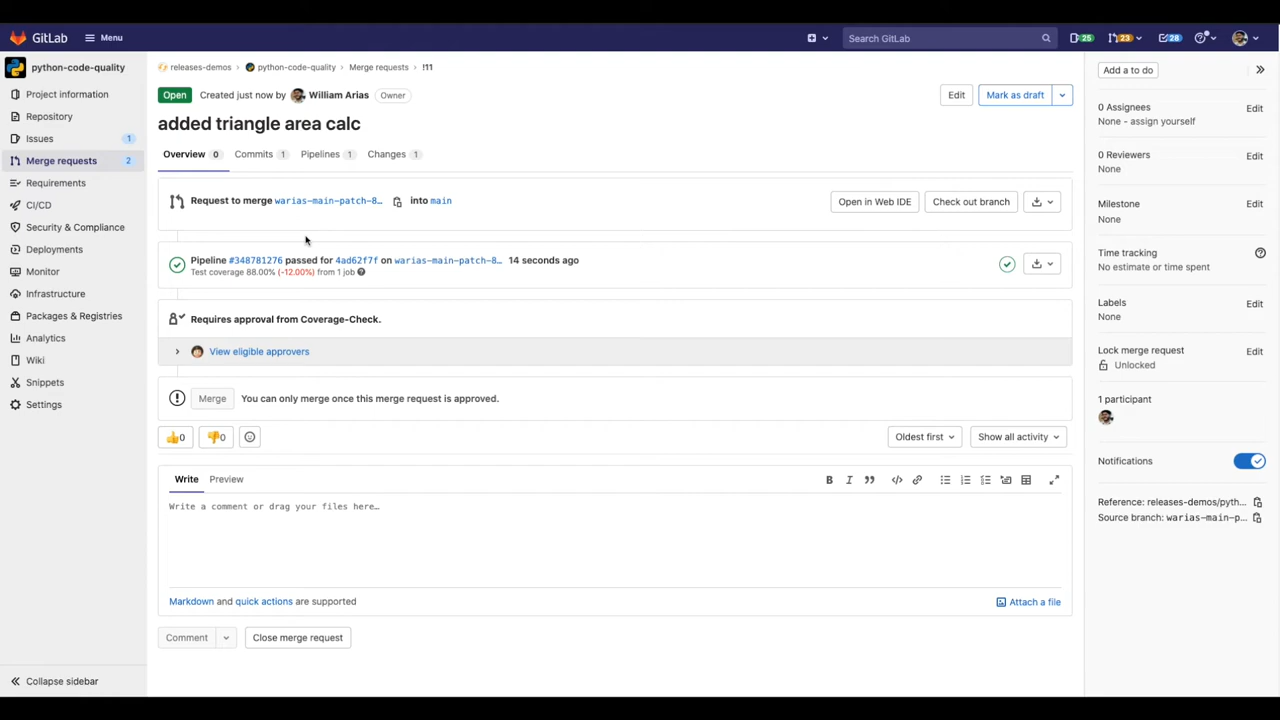 GitLab
Menu
Search GitLab
25
23
28
python-code-quality
Project information
Repository
Issues 1
Merge requests 2
Requirements
CI/CD
Security & Compliance
Deployments
Monitor
Infrastructure
Packages & Registries
Analytics
Wiki
Snippets
Settings
Collapse sidebar
releases-demos › python-code-quality › Merge requests › !11
Open Created just now by William Arias Owner
Edit
Mark as draft
added triangle area calc
Overview 0
Commits 1
Pipelines 1
Changes 1
Request to merge warias-main-patch-8… into main
Open in Web IDE
Check out branch
Pipeline #348781276 passed for 4ad62f7f on warias-main-patch-8… 14 seconds ago
Test coverage 88.00% (-12.00%) from 1 job
Requires approval from Coverage-Check.
View eligible approvers
Merge You can only merge once this merge request is approved.
0
0
Oldest first
Show all activity
Write
Preview
Write a comment or drag your files here…
Markdown and quick actions are supported
Attach a file
Comment
Close merge request
Add a to do
0 Assignees Edit
None - assign yourself
0 Reviewers Edit
None
Milestone Edit
None
Time tracking
No estimate or time spent
Labels Edit
None
Lock merge request Edit
Unlocked
1 participant
Notifications
Reference: releases-demos/pyth…
Source branch: warias-main-p…